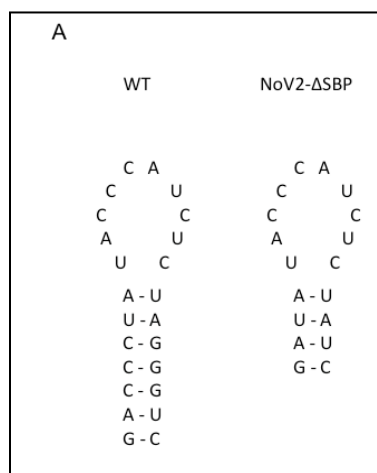 A
WT NoV2-ΔSBP
C A C A
C U C U
C C C C
A U A U
U C U C
A - U A - U
U - A U - A
C - G A - U
C - G G - C
C - G
A - U
G - C